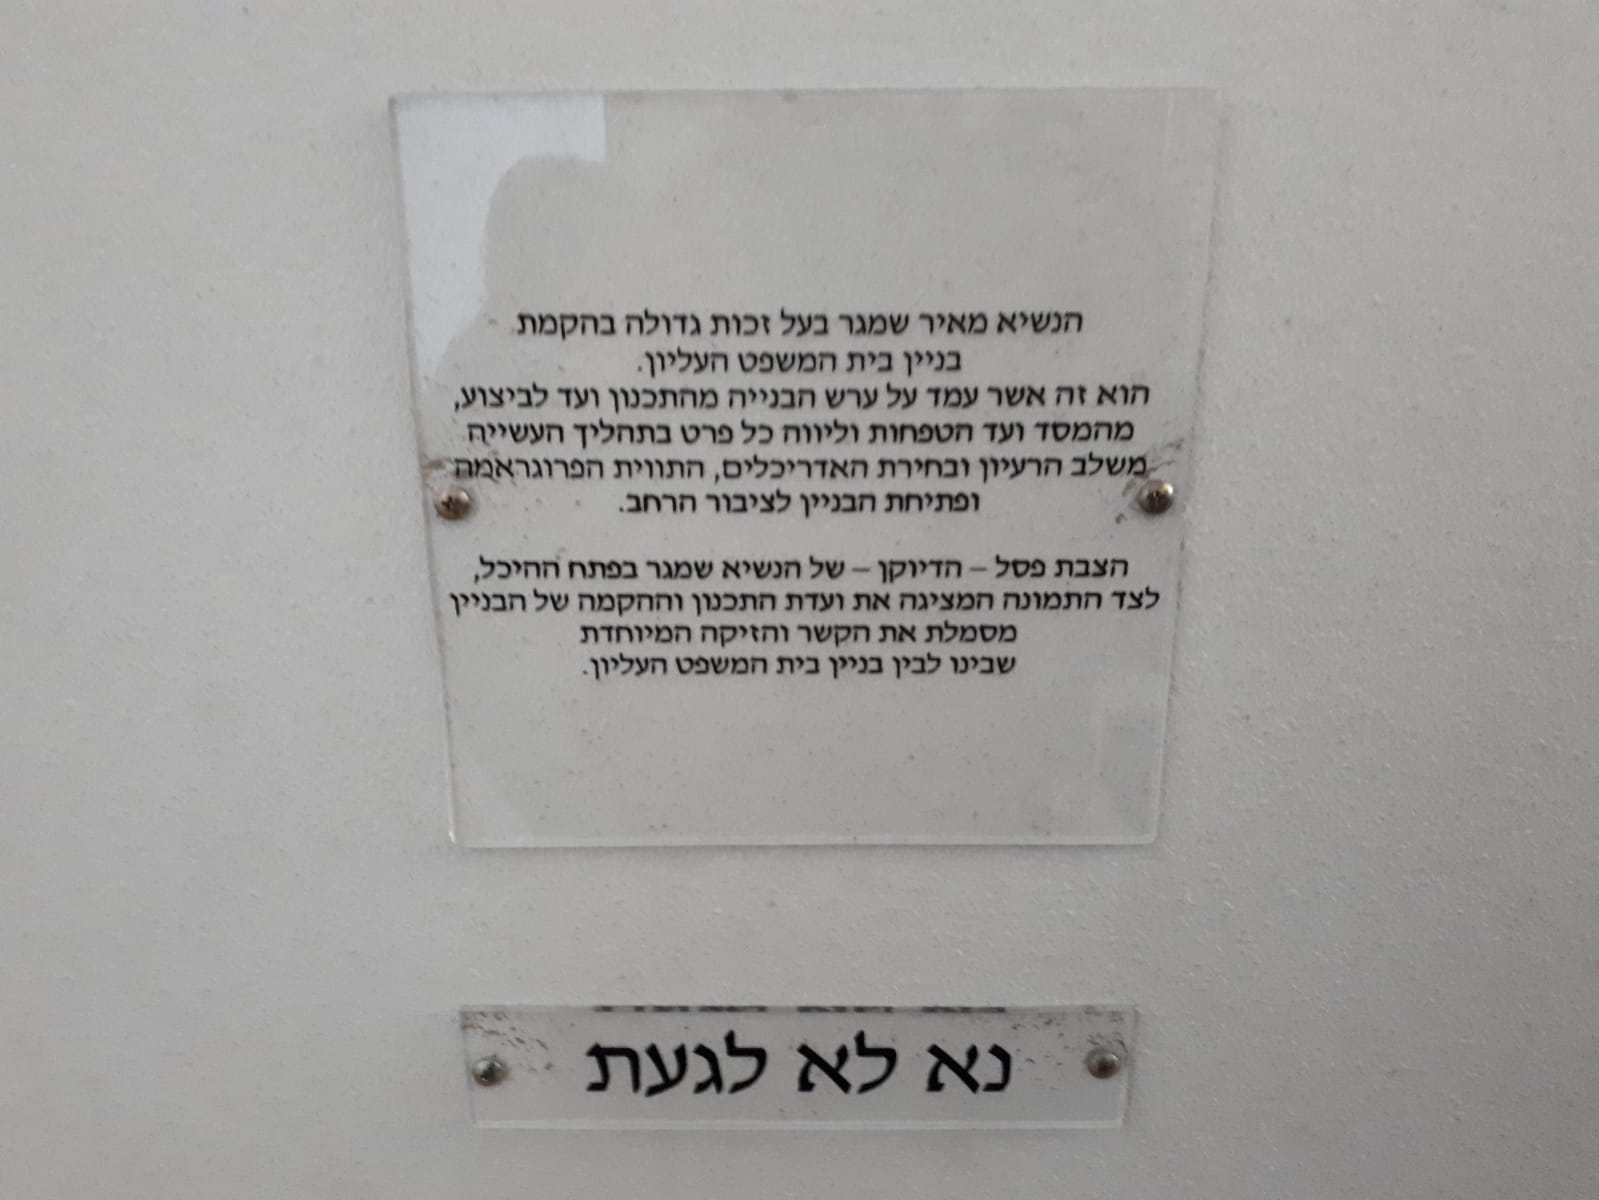 הנשיא מאיר שמגר בעל זכות גדולה בהקמת
בניין בית המשפט העליון.
הוא זה אשר עמד על ערש הבנייה מהתכנון ועד לביצוע,
מהמסד ועד הטפחות וליווה כל פרט בתהליך העשייה
משלב הרעיון ובחירת האדריכלים, התווית הפרוגראמה
ופתיחת הבניין לציבור הרחב.
הצבת פסל – הדיוקן – של הנשיא שמגר בפתח ההיכל,
לצד התמונה המציגה את ועדת התכנון וההקמה של הבניין
מסמלת את הקשר והזיקה המיוחדת
שבינו לבין בניין בית המשפט העליון.
נא לא לגעת